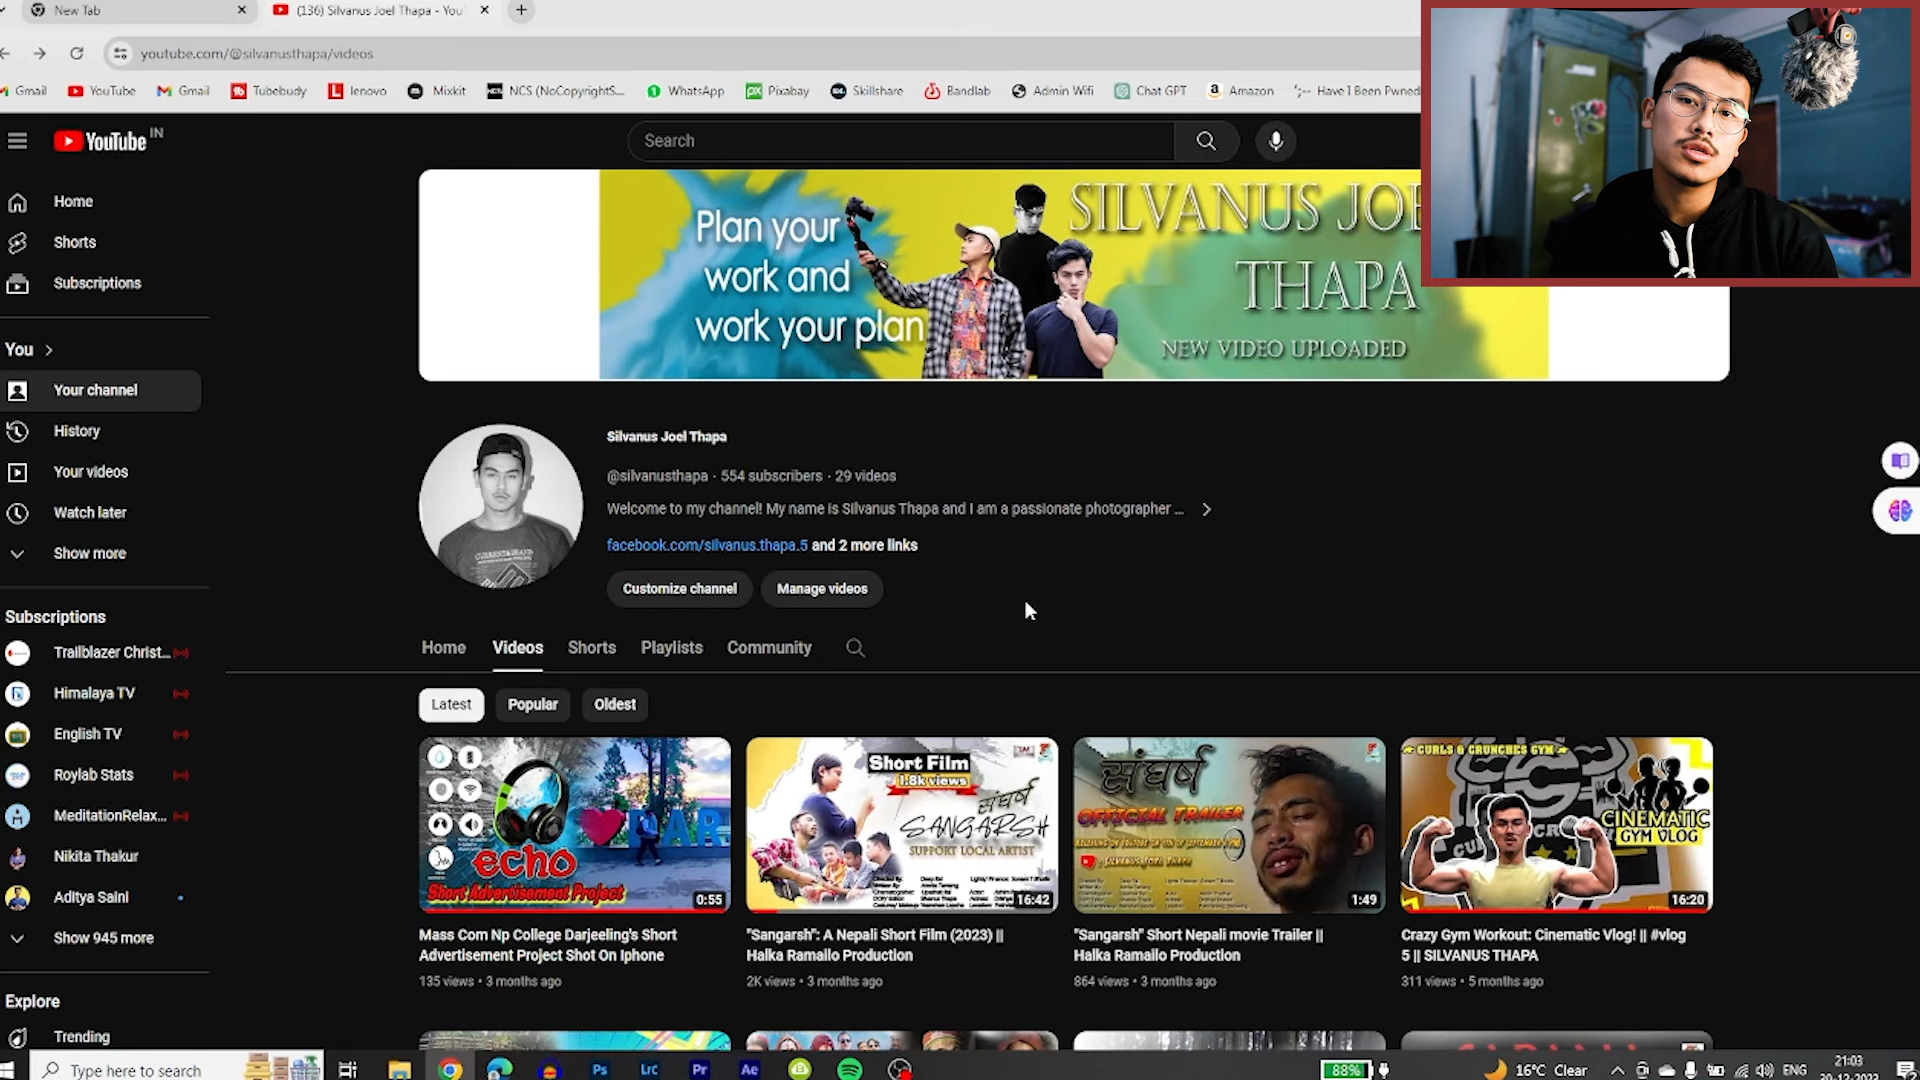 New Tab
(136) Silvanus Joel Thapa - You
youtube.com/@silvanusthapa/videos
Gmail
YouTube
Gmail
Tubebudy
lenovo
Mixkit
NCS (NoCopyrightS...
WhatsApp
Pixabay
Skillshare
Bandlab
Admin Wifi
Chat GPT
Amazon
Have I Been Pwned
YouTube IN
Search
Home
Shorts
Subscriptions
You
Your channel
History
Your videos
Watch later
Show more
Subscriptions
Trailblazer Christ...
Himalaya TV
English TV
Roylab Stats
MeditationRelax...
Nikita Thakur
Aditya Saini
Show 945 more
Explore
Trending
Plan your
work and
work your plan
SILVANUS JOE
THAPA
NEW VIDEO UPLOADED
Silvanus Joel Thapa
@silvanusthapa · 554 subscribers · 29 videos
Welcome to my channel! My name is Silvanus Thapa and I am a passionate photographer ...
facebook.com/silvanus.thapa.5 and 2 more links
Customize channel
Manage videos
Home
Videos
Shorts
Playlists
Community
Latest
Popular
Oldest
echo
Short Advertisement Project
0:55
Mass Com Np College Darjeeling's Short
Advertisement Project Shot On Iphone
135 views · 3 months ago
Short Film
1.8k views
संघर्ष
SANGARSH
SUPPORT LOCAL ARTIST
16:42
"Sangarsh": A Nepali Short Film (2023) ||
Halka Ramailo Production
2K views · 3 months ago
संघर्ष
OFFICIAL TRAILER
: SILVANUS JOEL THAPA
1:49
"Sangarsh" Short Nepali movie Trailer ||
Halka Ramailo Production
864 views · 3 months ago
CURLS & CRUNCHES GYM
CINEMATIC
GYM VLOG
16:20
Crazy Gym Workout: Cinematic Vlog! || #vlog
5 || SILVANUS THAPA
311 views · 5 months ago
Type here to search
Ps
Lrc
Pr
Ae
88%
16°C Clear
ENG
21:03
20-12-2023